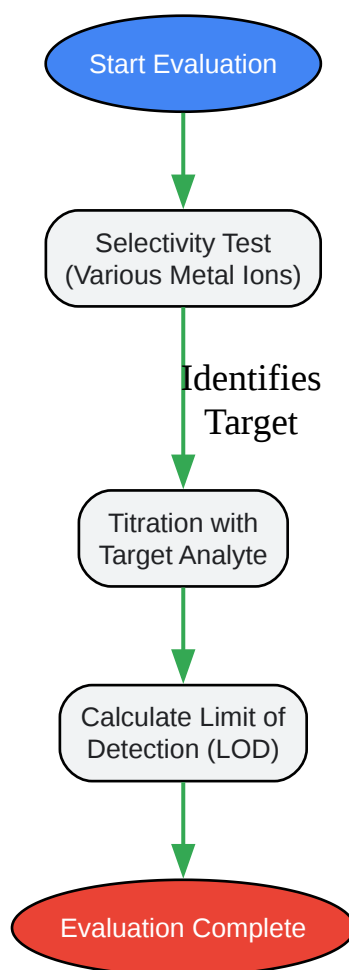 Start Evaluation
Selectivity Test
(Various Metal Ions)
Identifies
Target
Titration with
Target Analyte
Calculate Limit of
Detection (LOD)
Evaluation Complete